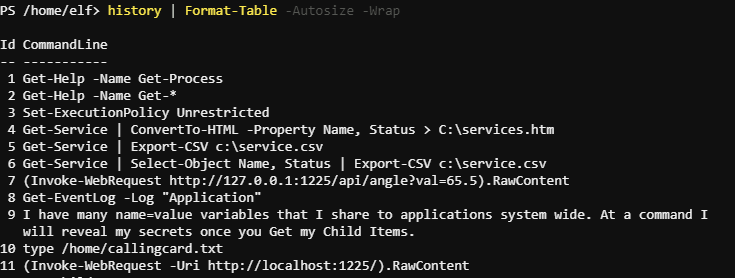 PS /home/elf> history | Format-Table -Autosize -Wrap
Id CommandLine
-- -----------
1 Get-Help -Name Get-Process
2 Get-Help -Name Get-*
3 Set-ExecutionPolicy Unrestricted
4 Get-Service | ConvertTo-HTML -Property Name, Status > C:\services.htm
5 Get-Service | Export-CSV c:\service.csv
6 Get-Service | Select-Object Name, Status | Export-CSV c:\service.csv
7 (Invoke-WebRequest http://127.0.0.1:1225/api/angle?val=65.5).RawContent
8 Get-EventLog -Log "Application"
9 I have many name=value variables that I share to applications system wide. At a command I
will reveal my secrets once you Get my Child Items.
10 type /home/callingcard.txt
11 (Invoke-WebRequest -Uri http://localhost:1225/).RawContent